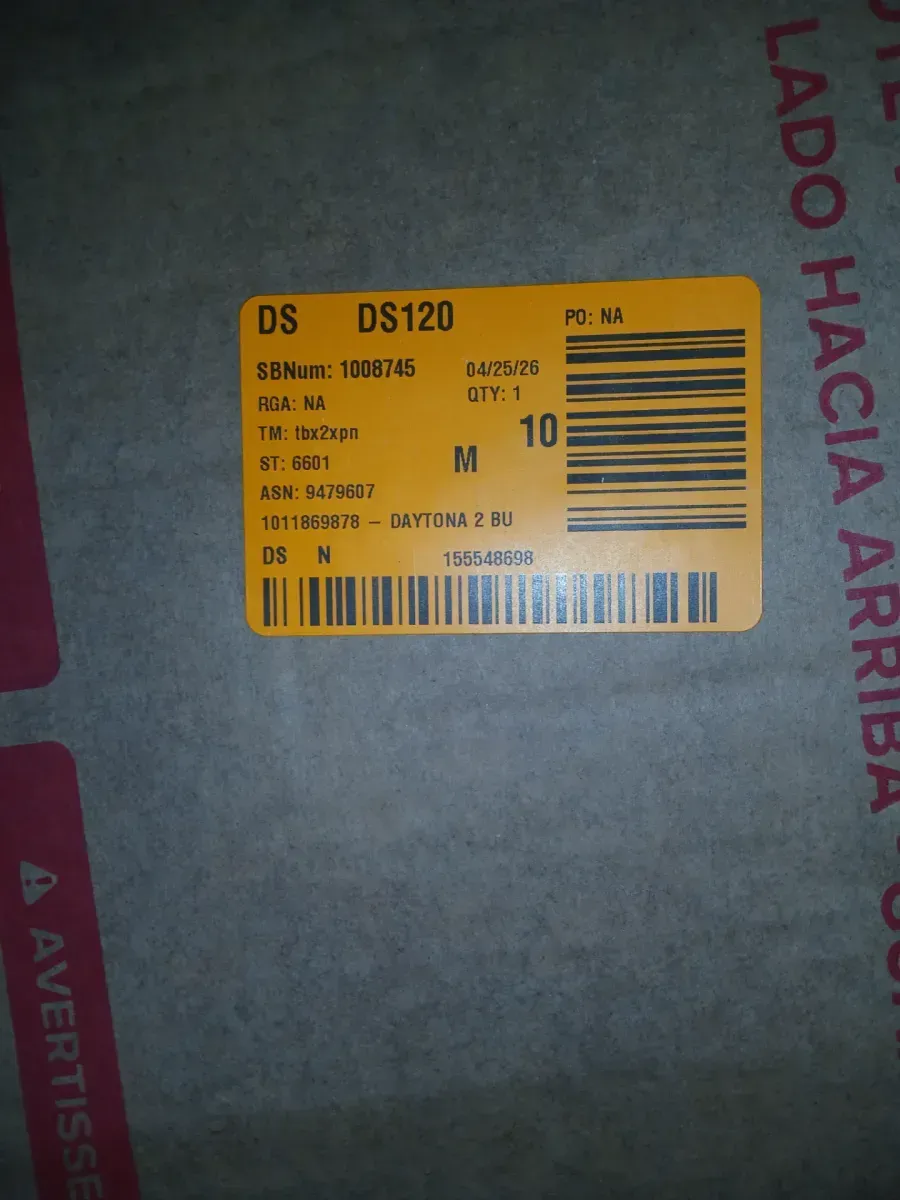 DS DS120
PO: NA
SBNum: 1008745 04/25/26
RGA: NA QTY: 1
TM: tbx2xpn 10
ST: 6601 M
ASN: 9479607
1011869878 – DAYTONA 2 BU
DS N 155548698
LADO HACIA ARRIBA
⚠ AVERTISSE